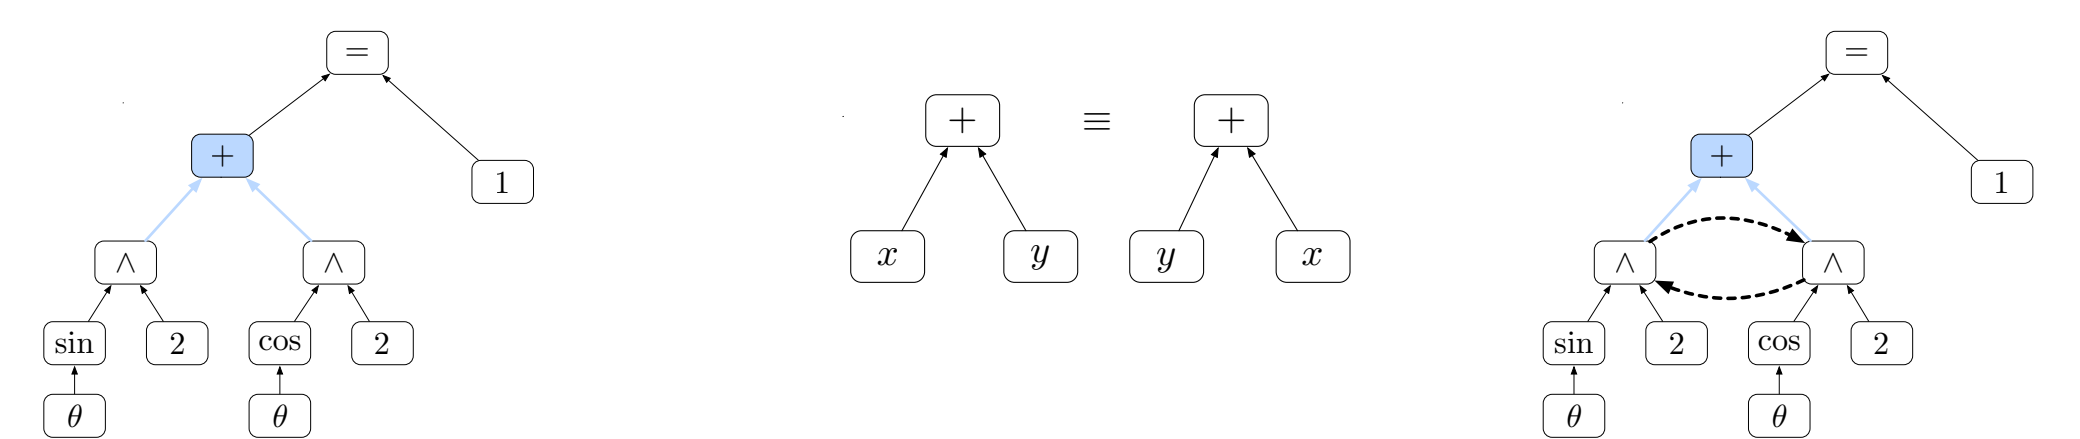 =
+
1
∧ ∧
sin 2 cos 2
θ θ
+ ≡ +
x y y x
=
+
1
∧ ∧
sin 2 cos 2
θ θ